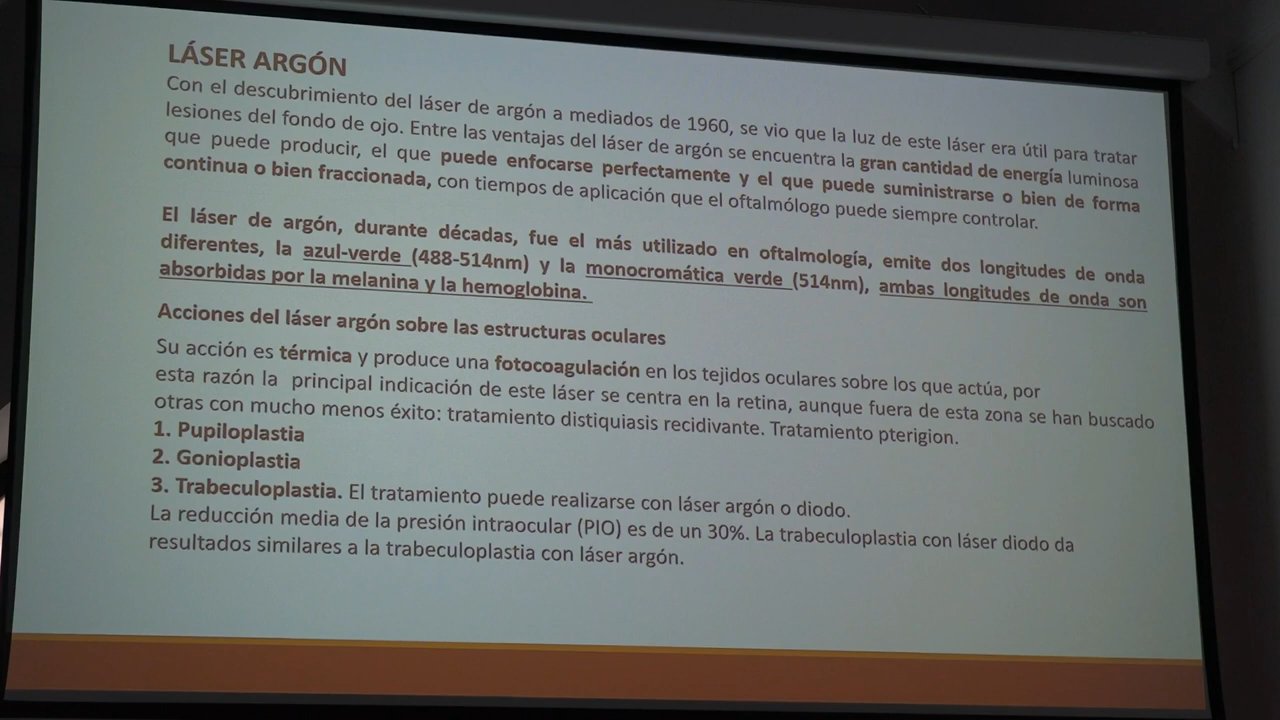 LÁSER ARGÓN
Con el descubrimiento del láser de argón a mediados de 1960, se vio que la luz de este láser era útil para tratar
lesiones del fondo de ojo. Entre las ventajas del láser de argón se encuentra la gran cantidad de energía luminosa
que puede producir, el que puede enfocarse perfectamente y el que puede suministrarse o bien de forma
continua o bien fraccionada, con tiempos de aplicación que el oftalmólogo puede siempre controlar.
El láser de argón, durante décadas, fue el más utilizado en oftalmología, emite dos longitudes de onda
diferentes, la azul-verde (488-514nm) y la monocromática verde (514nm), ambas longitudes de onda son
absorbidas por la melanina y la hemoglobina.
Acciones del láser argón sobre las estructuras oculares
Su acción es térmica y produce una fotocoagulación en los tejidos oculares sobre los que actúa, por
esta razón la principal indicación de este láser se centra en la retina, aunque fuera de esta zona se han buscado
otras con mucho menos éxito: tratamiento distiquiasis recidivante. Tratamiento pterigion.
1. Pupiloplastia
2. Gonioplastia
3. Trabeculoplastia. El tratamiento puede realizarse con láser argón o diodo.
La reducción media de la presión intraocular (PIO) es de un 30%. La trabeculoplastia con láser diodo da
resultados similares a la trabeculoplastia con láser argón.